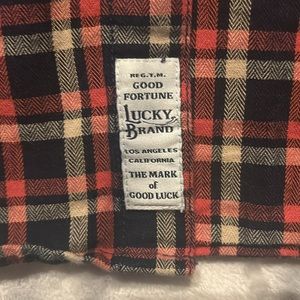 REG.T.M.
GOOD
FORTUNE
LUCKY
BRAND
LOS ANGELES
CALIFORNIA
THE MARK
of
GOOD LUCK